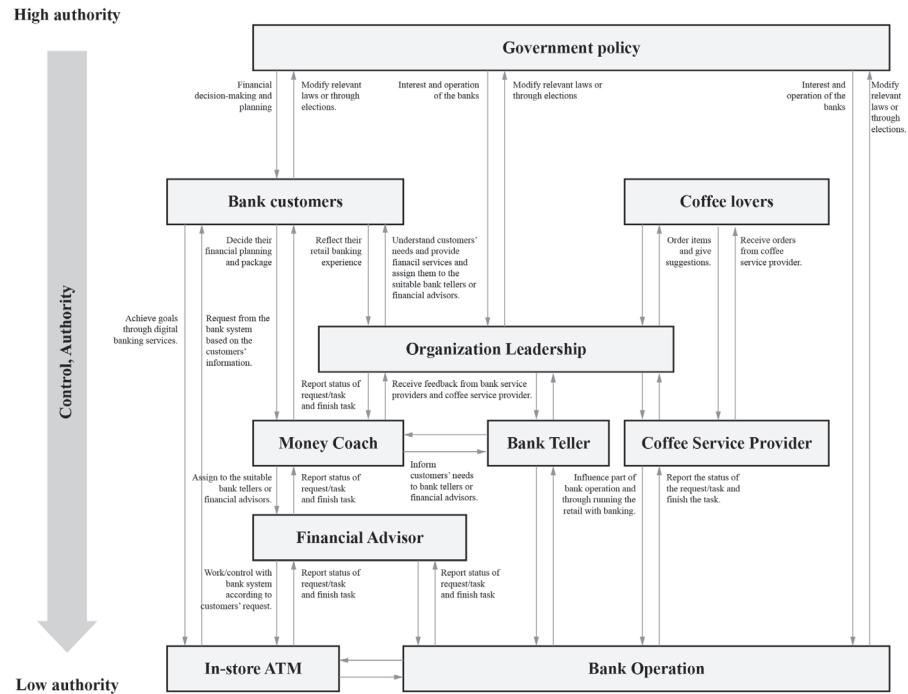 High authority
Government policy
Financial
decision-making and
planning
Modify relevant
laws or through
elections.
Interest and operation
of the banks
Modify relevant laws or
through elections
Interest and
operation of the
banks
Modify
relevant
laws or
through
elections.
Bank customers
Coffee lovers
Decide their
financial planning
and package
Reflect their
retail banking
experience
Understand customers'
needs and provide
fianacil services and
assign them to the
suitable bank tellers or
financial advisors.
Order items
and give
suggestions.
Receive orders
from coffee
service provider.
Control, Authority
Achieve goals
through digital
banking services.
Request from the
bank system
based on the
customers'
information.
Organization Leadership
Report status of
request/task
and finish task
Receive feedback from bank service
providers and coffee service provider.
Money Coach
Bank Teller
Coffee Service Provider
Assign to the suitable
bank tellers or
financial advisors.
Report status of
request/task
and finish task
Inform
customers' needs
to bank tellers or
financial advisors.
Influence part of
bank operation and
through running the
retail with banking.
Report the status of
the request/task and
finish the task.
Financial Advisor
Work/control with
bank system
according to
customers' request.
Report status of
request/task
and finish task
Report status of
request/task
and finish task
In-store ATM
Bank Operation
Low authority